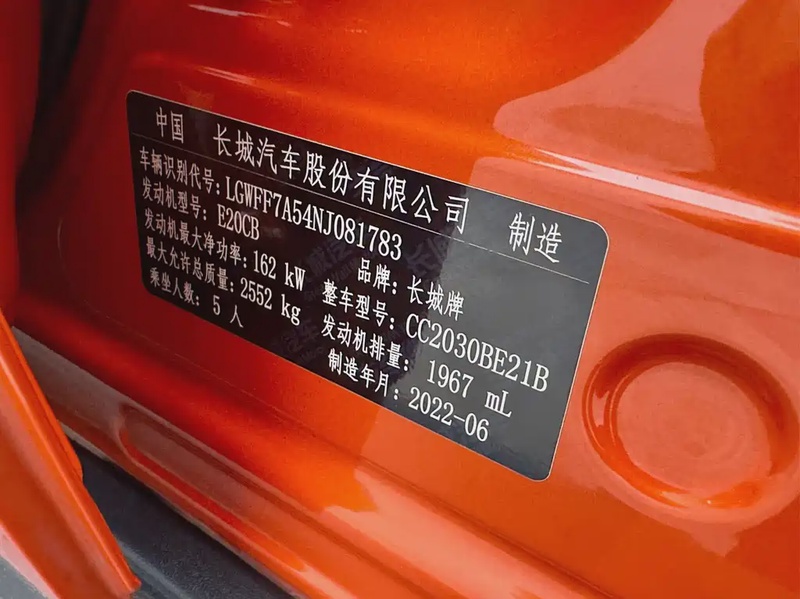 中国 长城汽车股份有限公司 制造
车辆识别代号: LGWFF7A54NJ081783
发动机型号: E20CB 品牌: 长城牌
发动机最大净功率: 162 kW 整车型号: CC2030BE21B
最大允许总质量: 2552 kg 发动机排量: 1967 mL
乘坐人数: 5 人 制造年月: 2022-06